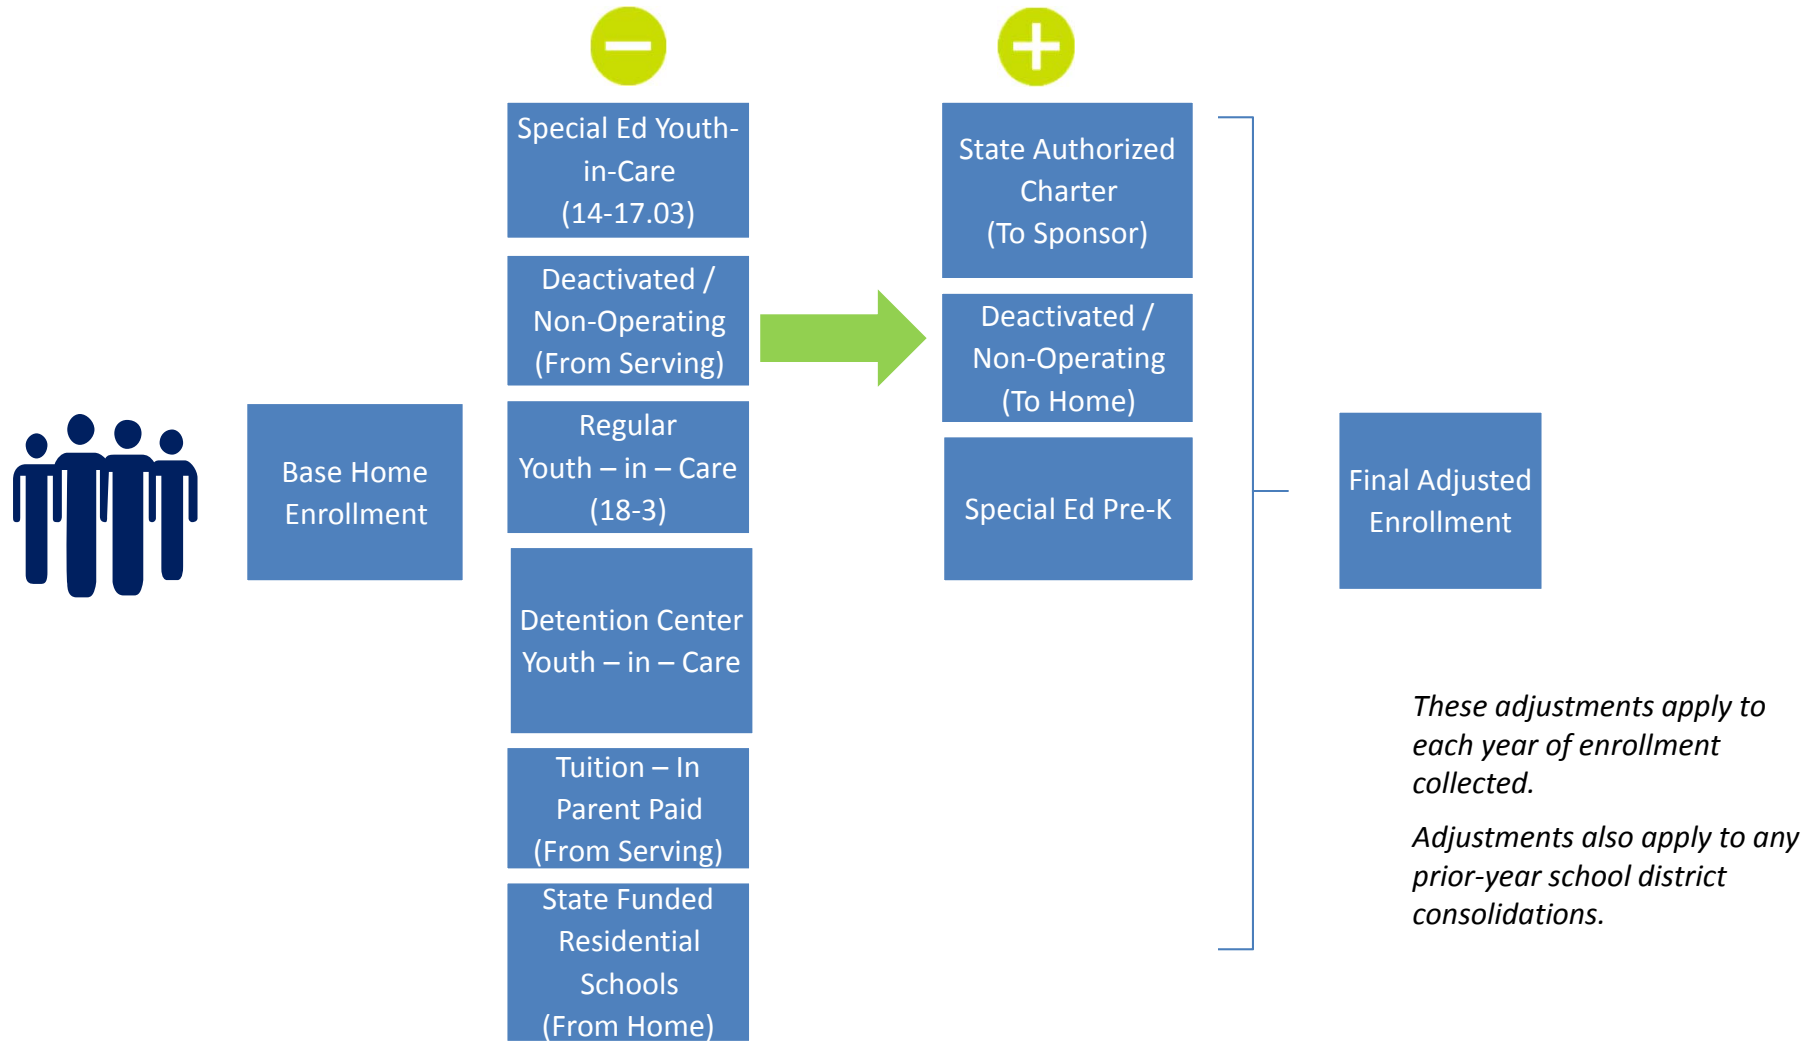 Base Home
Enrollment
Special Ed Youth-
in-Care
(14-17.03)
Deactivated /
Non-Operating
(From Serving)
Regular
Youth – in – Care
(18-3)
Detention Center
Youth – in – Care
Tuition – In
Parent Paid
(From Serving)
State Funded
Residential
Schools
(From Home)
State Authorized
Charter
(To Sponsor)
Deactivated /
Non-Operating
(To Home)
Special Ed Pre-K
Final Adjusted
Enrollment
These adjustments apply to
each year of enrollment
collected.
Adjustments also apply to any
prior-year school district
consolidations.